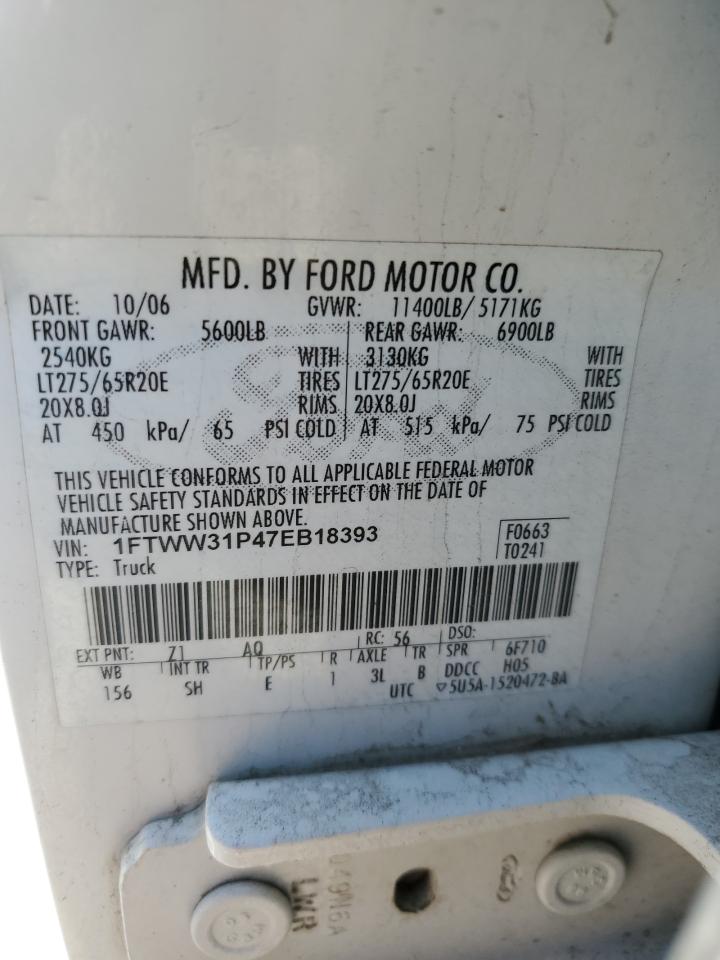 MFD. BY FORD MOTOR CO.
DATE: 10/06 GVWR: 11400LB/ 5171KG
FRONT GAWR: 5600LB REAR GAWR: 6900LB
2540KG WITH 3130KG WITH
LT275/65R20E TIRES LT275/65R20E TIRES
20X8.0J RIMS 20X8.0J RIMS
AT 450 kPa/ 65 PSI COLD AT 515 kPa/ 75 PSI COLD
THIS VEHICLE CONFORMS TO ALL APPLICABLE FEDERAL MOTOR
VEHICLE SAFETY STANDARDS IN EFFECT ON THE DATE OF
MANUFACTURE SHOWN ABOVE.
VIN: 1FTWW31P47EB18393 F0663
TYPE: Truck T0241
EXT PNT: Z1 AQ RC: 56 DSO:
WB INT TR TP/PS R AXLE TR SPR 6F710
156 SH E 1 3L B DDCC H05
UTC ▽5U5A-1520472-BA
LWR